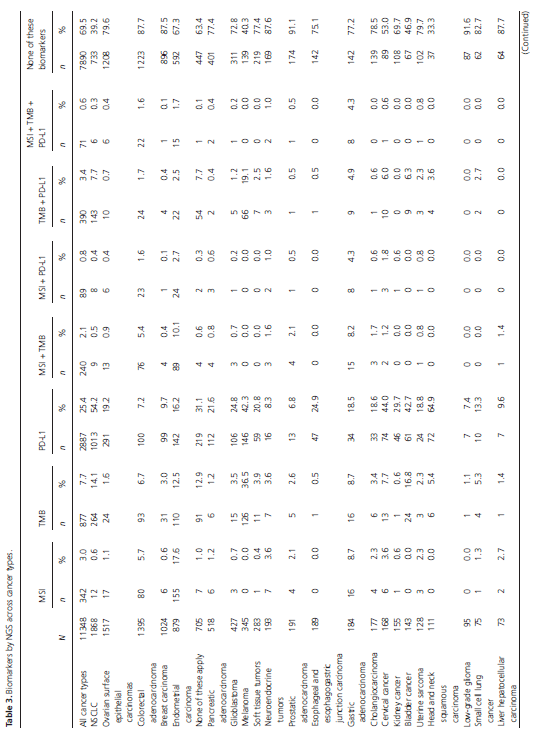 Table 3. Biomarkers by NGS across cancer types.
MSI TMB PD-L1 MSI + TMB MSI + PD-L1 TMB + PD-L1 MSI + TMB + PD-L1 None of these biomarkers
N n % n % n % n % n % n % n % n %
All cancer types 11348 342 3.0 877 7.7 2887 25.4 240 2.1 89 0.8 390 3.4 71 0.6 7890 69.5
NSCLC 1868 12 0.6 264 14.1 1013 54.2 9 0.5 8 0.4 143 7.7 6 0.3 733 39.2
Ovarian surface 1517 17 1.1 24 1.6 291 19.2 13 0.9 6 0.4 10 0.7 6 0.4 1208 79.6
epithelial
carcinomas
Colorectal 1395 80 5.7 93 6.7 100 7.2 76 5.4 23 1.6 24 1.7 22 1.6 1223 87.7
adenocarcinoma
Breast carcinoma 1024 6 0.6 31 3.0 99 9.7 4 0.4 1 0.1 4 0.4 1 0.1 896 87.5
Endometrial 879 155 17.6 110 12.5 142 16.2 89 10.1 24 2.7 22 2.5 15 1.7 592 67.3
carcinoma
None of these apply 705 7 1.0 91 12.9 219 31.1 4 0.6 2 0.3 54 7.7 1 0.1 447 63.4
Pancreatic 518 6 1.2 6 1.2 112 21.6 4 0.8 3 0.6 2 0.4 2 0.4 401 77.4
adenocarcinoma
Glioblastoma 427 3 0.7 15 3.5 106 24.8 3 0.7 1 0.2 5 1.2 1 0.2 311 72.8
Melanoma 345 0 0.0 126 36.5 146 42.3 0 0.0 0 0.0 66 19.1 0 0.0 139 40.3
Soft tissue tumors 283 1 0.4 11 3.9 59 20.8 0 0.0 0 0.0 7 2.5 0 0.0 219 77.4
Neuroendocrine 193 7 3.6 7 3.6 16 8.3 3 1.6 2 1.0 3 1.6 2 1.0 169 87.6
tumors
Prostatic 191 4 2.1 5 2.6 13 6.8 4 2.1 1 0.5 1 0.5 1 0.5 174 91.1
adenocarcinoma
Esophageal and 189 0 0.0 1 0.5 47 24.9 0 0.0 0 0.0 1 0.5 0 0.0 142 75.1
esophagogastric
junction carcinoma
Gastric 184 16 8.7 16 8.7 34 18.5 15 8.2 8 4.3 9 4.9 8 4.3 142 77.2
adenocarcinoma
Cholangiocarcinoma 177 4 2.3 6 3.4 33 18.6 3 1.7 1 0.6 1 0.6 0 0.0 139 78.5
Cervical cancer 168 6 3.6 13 7.7 74 44.0 2 1.2 3 1.8 10 6.0 1 0.6 89 53.0
Kidney cancer 155 1 0.6 1 0.6 46 29.7 0 0.0 1 0.6 0 0.0 0 0.0 108 69.7
Bladder cancer 143 0 0.0 24 16.8 61 42.7 0 0.0 0 0.0 9 6.3 0 0.0 67 46.9
Uterine sarcoma 128 3 2.3 3 2.3 24 18.8 1 0.8 1 0.8 3 2.3 1 0.8 102 79.7
Head and neck 111 0 0.0 6 5.4 72 64.9 0 0.0 0 0.0 4 3.6 0 0.0 37 33.3
squamous
carcinoma
Low-grade glioma 95 0 0.0 1 1.1 7 7.4 0 0.0 0 0.0 0 0.0 0 0.0 87 91.6
Small cell lung 75 1 1.3 4 5.3 10 13.3 0 0.0 0 0.0 2 2.7 0 0.0 62 82.7
cancer
Liver hepatocellular 73 2 2.7 1 1.4 7 9.6 1 1.4 0 0.0 0 0.0 0 0.0 64 87.7
carcinoma
(Continued)